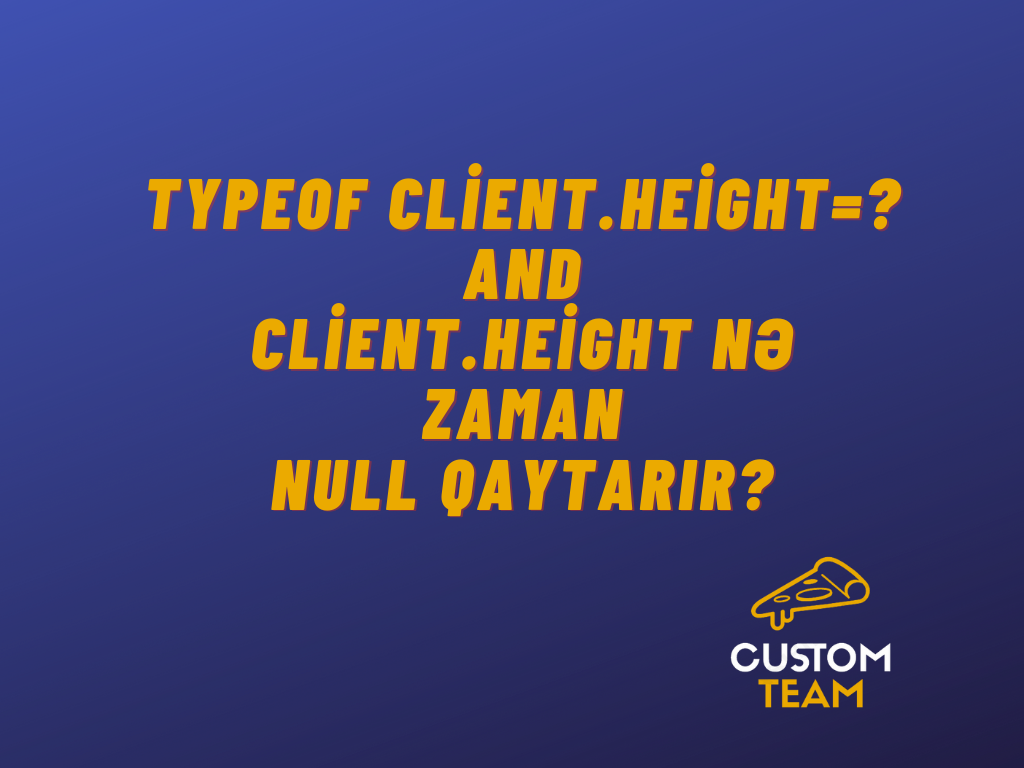 TYPEOF CLİENT.HEİGHT=?
AND
CLİENT.HEİGHT NƏ
ZAMAN
NULL QAYTARIR?
CUSTOM
TEAM